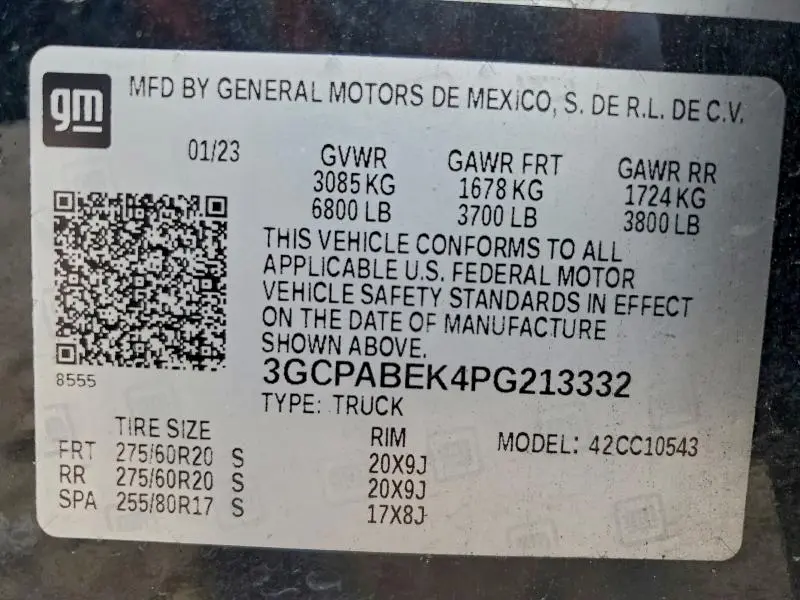 gm MFD BY GENERAL MOTORS DE MEXICO, S. DE R.L. DE C.V.
01/23 GVWR GAWR FRT GAWR RR
3085 KG 1678 KG 1724 KG
6800 LB 3700 LB 3800 LB
THIS VEHICLE CONFORMS TO ALL
APPLICABLE U.S. FEDERAL MOTOR
VEHICLE SAFETY STANDARDS IN EFFECT
ON THE DATE OF MANUFACTURE
SHOWN ABOVE.
8555 3GCPABEK4PG213332
TYPE: TRUCK
TIRE SIZE RIM MODEL: 42CC10543
FRT 275/60R20 S 20X9J
RR 275/60R20 S 20X9J
SPA 255/80R17 S 17X8J